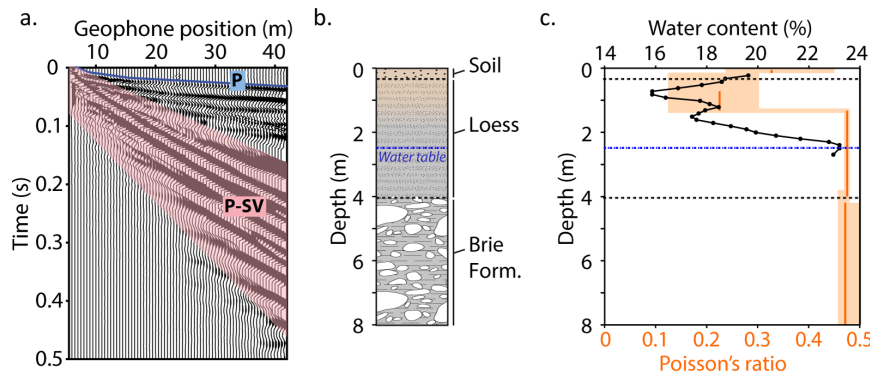 a.
Geophone position (m)
10 20 30 40
0
0.1
0.2
0.3
0.4
0.5
Time (s)
P
P-SV
b.
0
2
4
6
8
Depth (m)
Water table
Soil
Loess
Brie
Form.
c.
Water content (%)
14 16 18 20 22 24
0
2
4
6
8
Depth (m)
0 0.1 0.2 0.3 0.4 0.5
Poisson's ratio